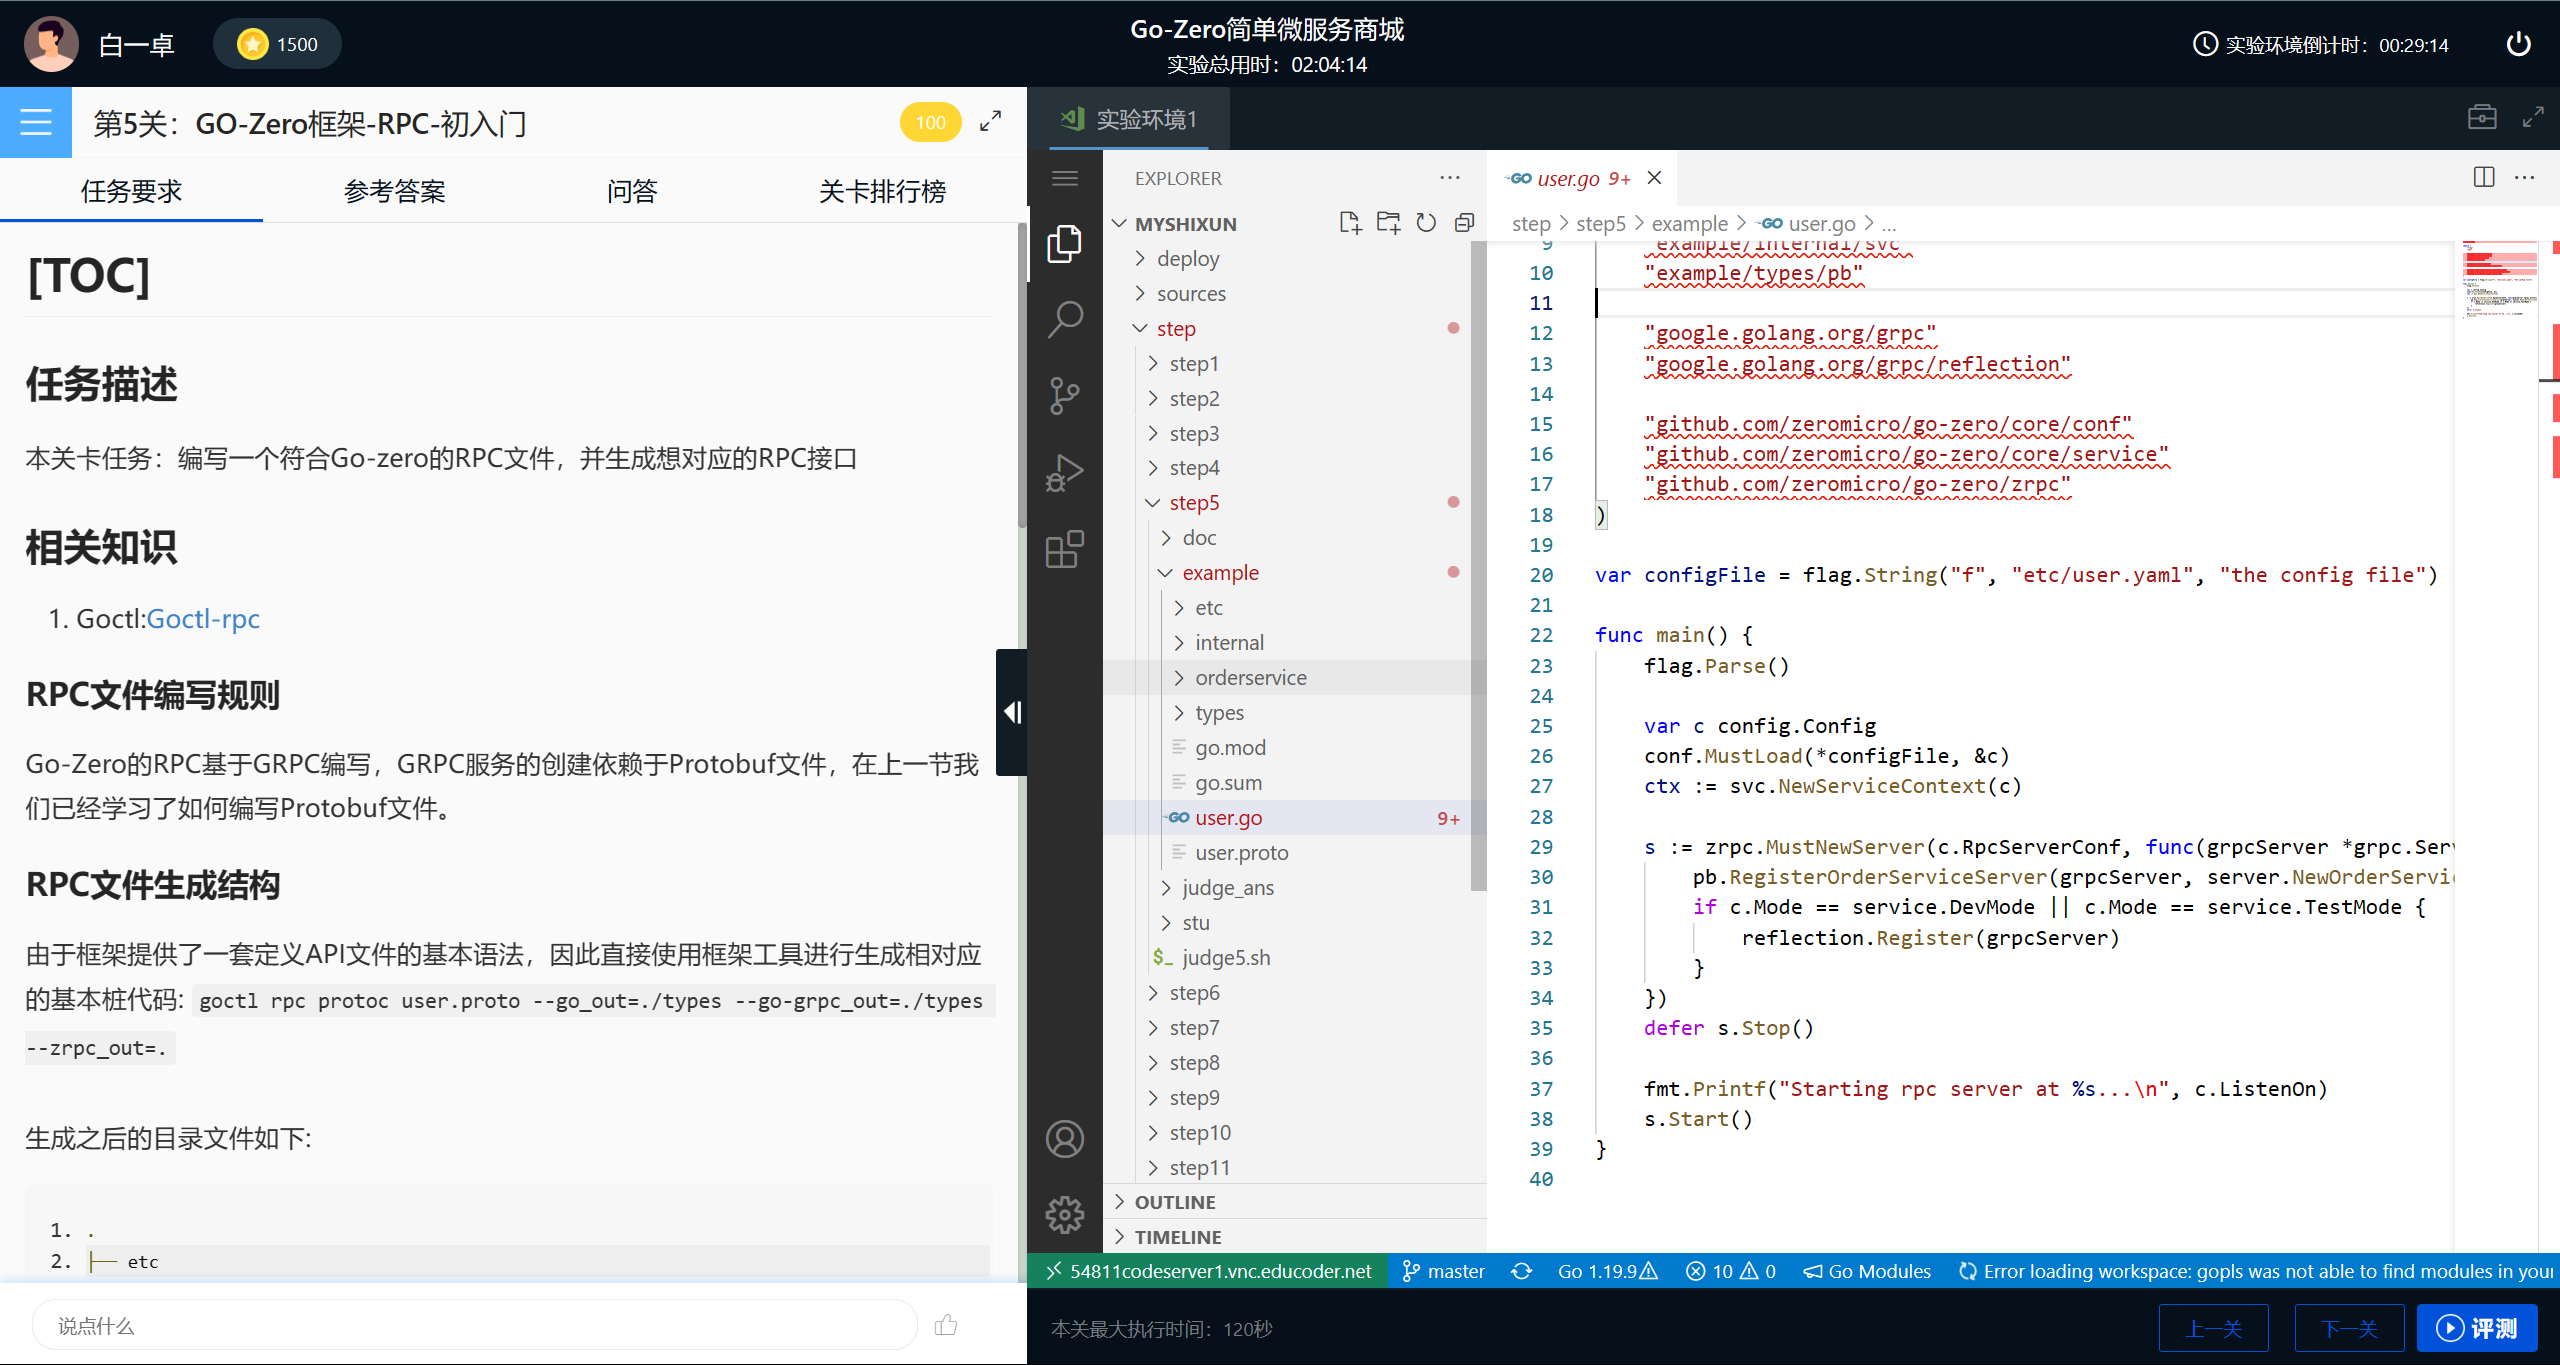 白一卓
1500
Go-Zero简单微服务商城
实验总用时：02:04:14
实验环境倒计时：00:29:14
第5关：GO-Zero框架-RPC-初入门
100
任务要求
参考答案
问答
关卡排行榜
[TOC]
任务描述
本关卡任务：编写一个符合Go-zero的RPC文件，并生成想对应的RPC接口
相关知识
1. Goctl:Goctl-rpc
RPC文件编写规则
Go-Zero的RPC基于GRPC编写，GRPC服务的创建依赖于Protobuf文件，在上一节我
们已经学习了如何编写Protobuf文件。
RPC文件生成结构
由于框架提供了一套定义API文件的基本语法，因此直接使用框架工具进行生成相对应
的基本桩代码: goctl rpc protoc user.proto --go_out=./types --go-grpc_out=./types
--zrpc_out=.
生成之后的目录文件如下:
1. .
2. ├── etc
说点什么
实验环境1
EXPLORER
MYSHIXUN
deploy
sources
step
step1
step2
step3
step4
step5
doc
example
etc
internal
orderservice
types
go.mod
go.sum
user.go 9+
user.proto
judge_ans
stu
judge5.sh
step6
step7
step8
step9
step10
step11
OUTLINE
TIMELINE
user.go 9+
step > step5 > example > user.go > ...
9 "example/internal/svc"
10 "example/types/pb"
11
12 "google.golang.org/grpc"
13 "google.golang.org/grpc/reflection"
14
15 "github.com/zeromicro/go-zero/core/conf"
16 "github.com/zeromicro/go-zero/core/service"
17 "github.com/zeromicro/go-zero/zrpc"
18 )
19
20 var configFile = flag.String("f", "etc/user.yaml", "the config file")
21
22 func main() {
23 flag.Parse()
24
25 var c config.Config
26 conf.MustLoad(*configFile, &c)
27 ctx := svc.NewServiceContext(c)
28
29 s := zrpc.MustNewServer(c.RpcServerConf, func(grpcServer *grpc.Ser
30 pb.RegisterOrderServiceServer(grpcServer, server.NewOrderServi
31 if c.Mode == service.DevMode || c.Mode == service.TestMode {
32 reflection.Register(grpcServer)
33 }
34 })
35 defer s.Stop()
36
37 fmt.Printf("Starting rpc server at %s...\n", c.ListenOn)
38 s.Start()
39 }
40
54811codeserver1.vnc.educoder.net
master
Go 1.19.9
10 0
Go Modules
Error loading workspace: gopls was not able to find modules in your
本关最大执行时间：120秒
上一关
下一关
评测